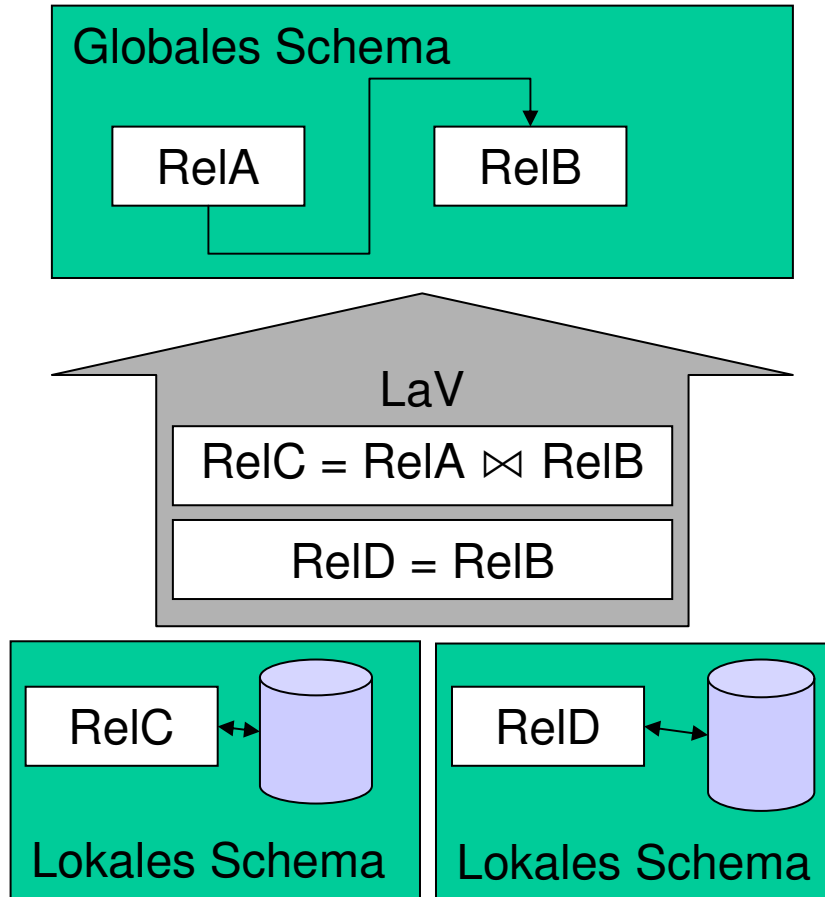 Globales Schema
RelA
RelB
LaV
RelC = RelA ⋈ RelB
RelD = RelB
RelC
RelD
Lokales Schema
Lokales Schema